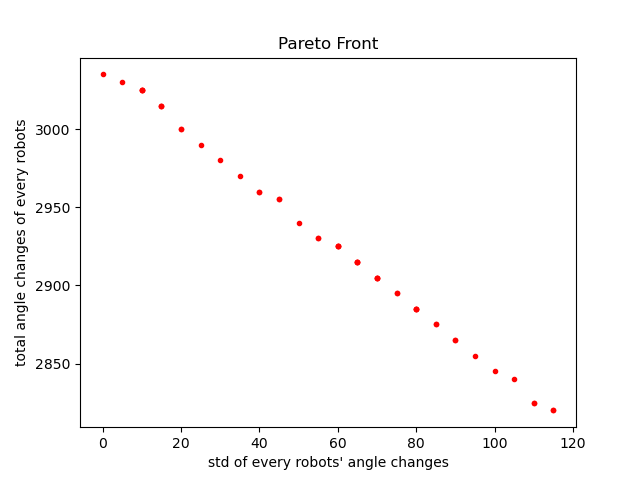 Pareto Front
total angle changes of every robots
3000
2950
2900
2850
0 20 40 60 80 100 120
std of every robots' angle changes